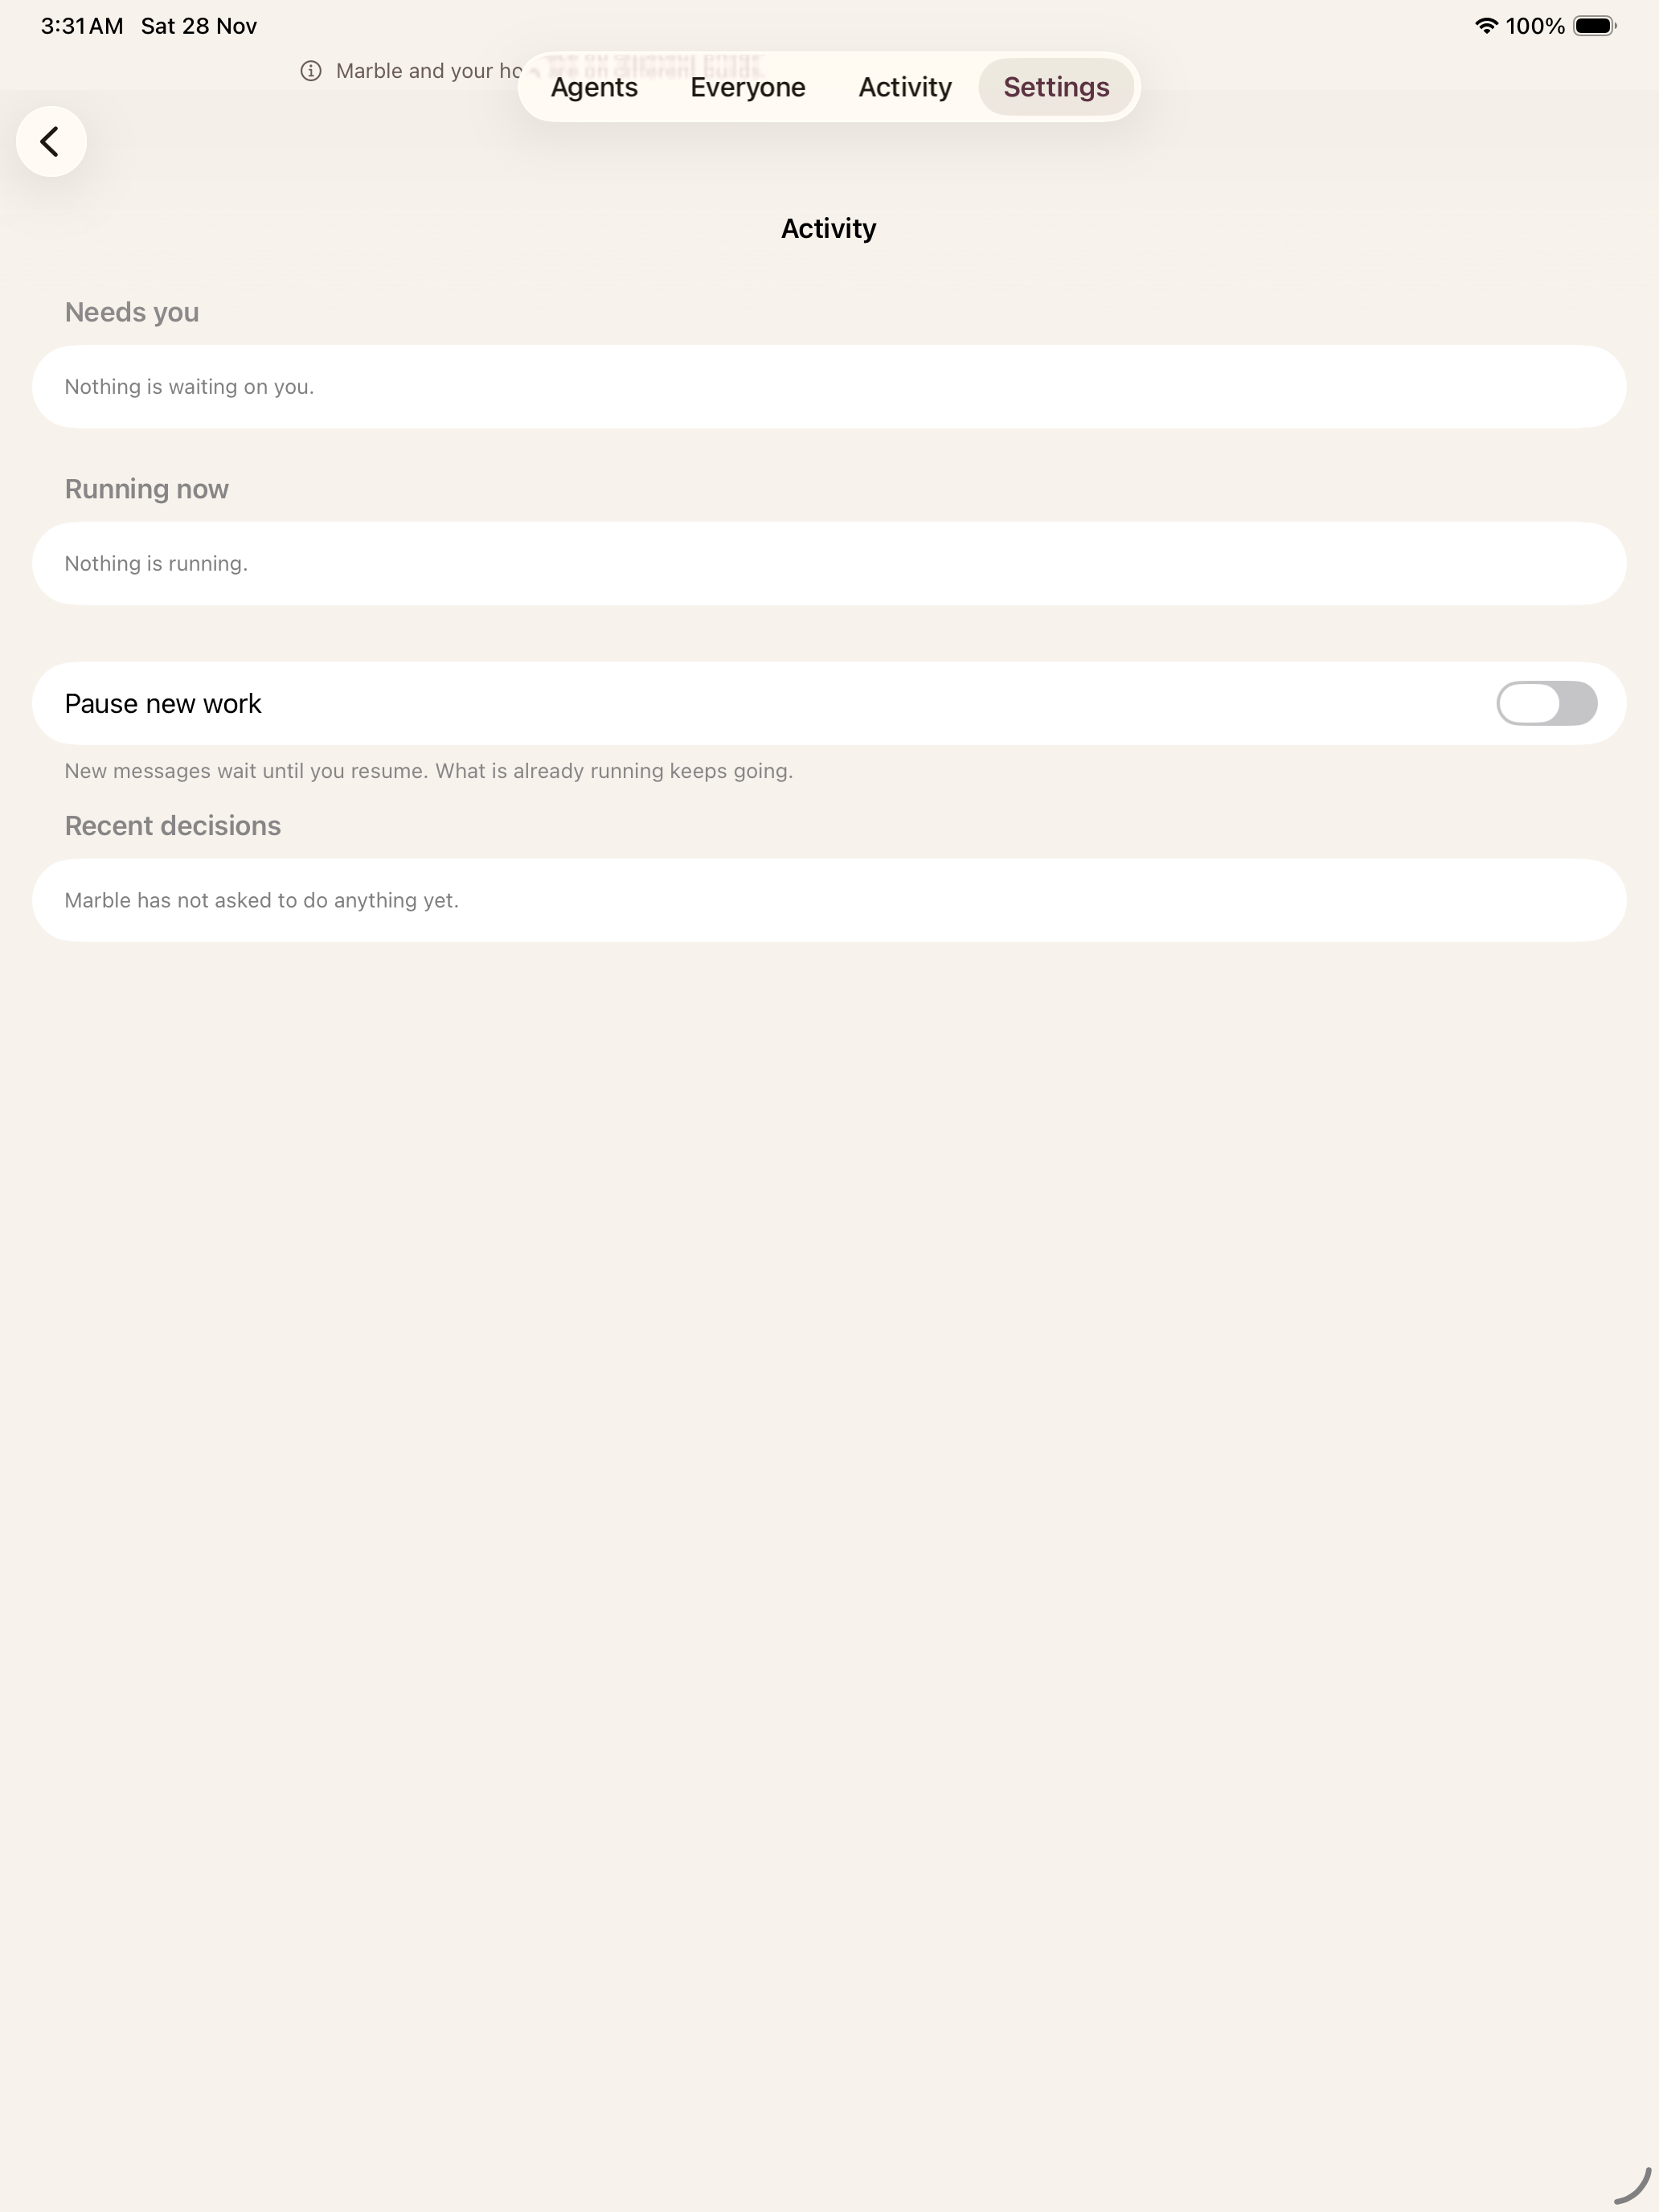 3:31 AM Sat 28 Nov
100%
Marble and your
Agents
Everyone
Activity
Settings
Activity
Needs you
Nothing is waiting on you.
Running now
Nothing is running.
Pause new work
New messages wait until you resume. What is already running keeps going.
Recent decisions
Marble has not asked to do anything yet.